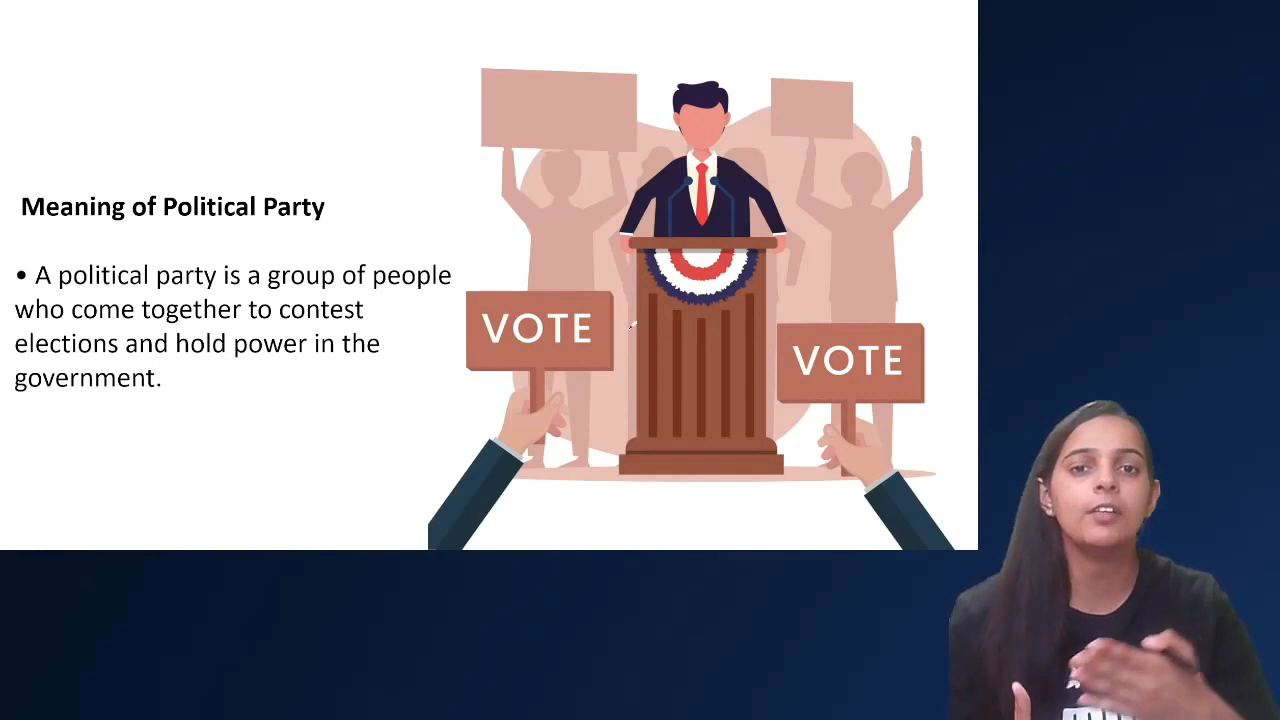 Meaning of Political Party
• A political party is a group of people
who come together to contest
elections and hold power in the
government.
VOTE
VOTE